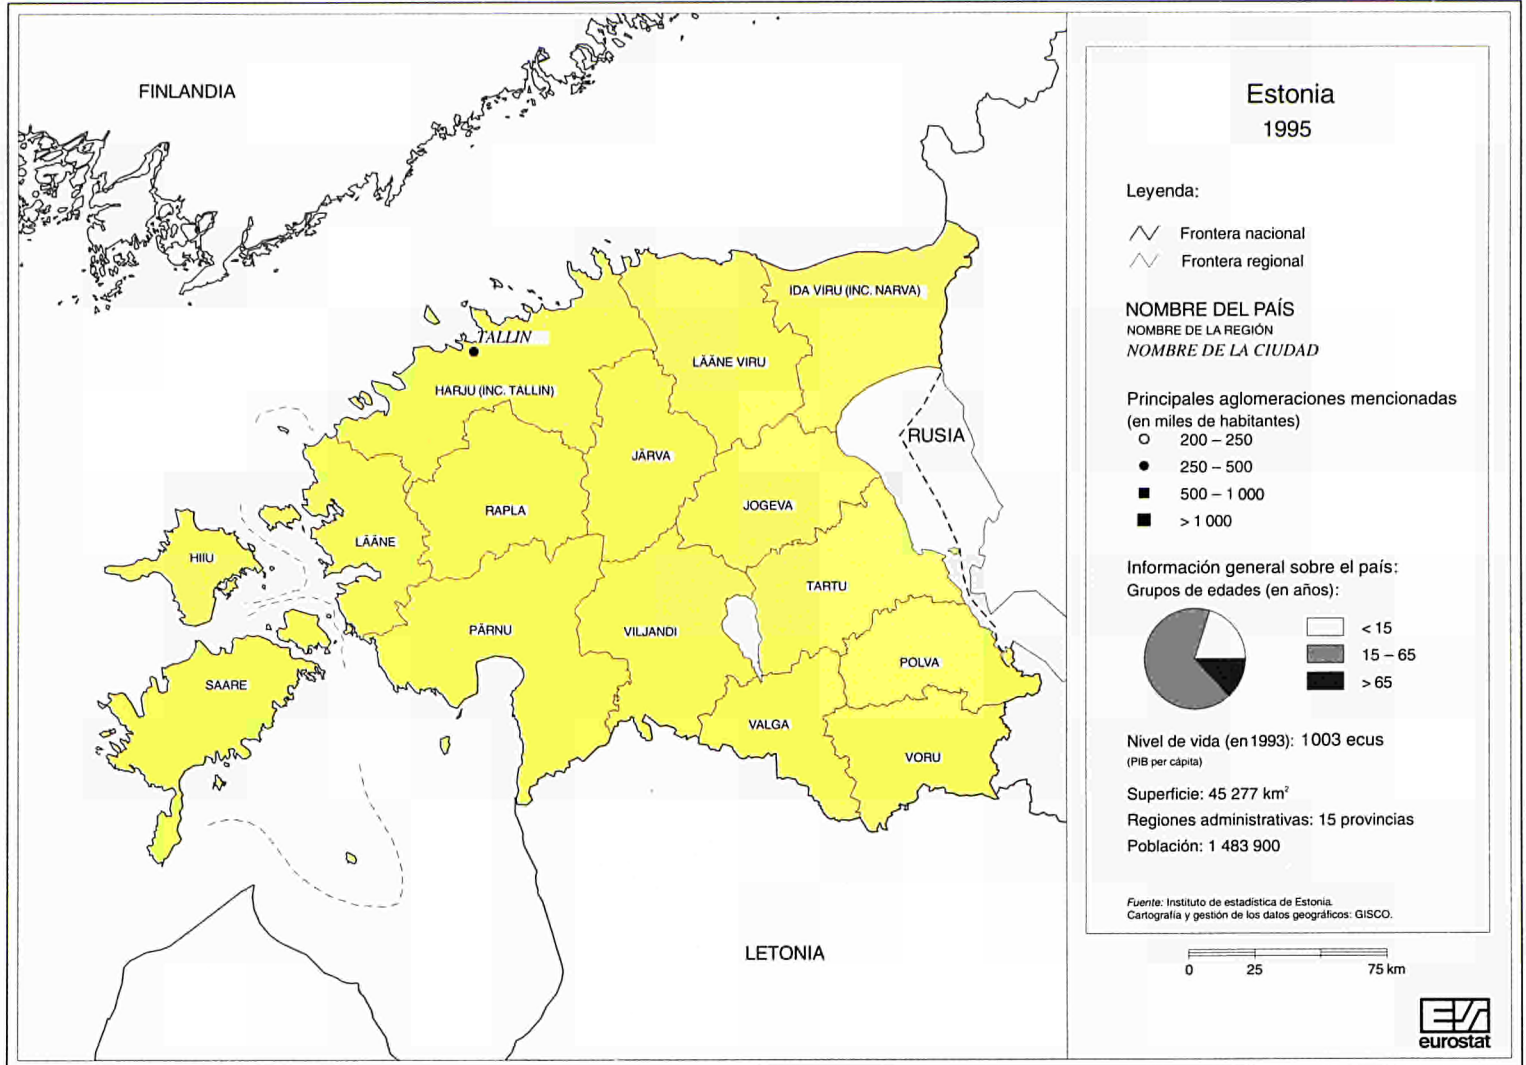 FINLANDIA
IDA VIRU (INC. NARVA)
TALLIN
LÄÄNE VIRU
HARJU (INC. TALLIN)
RUSIA
JÄRVA
JOGEVA
RAPLA
LÄÄNE
HIIU
TARTU
PÄRNU
VILJANDI
POLVA
SAARE
VALGA
VORU
LETONIA
Estonia
1995
Leyenda:
Frontera nacional
Frontera regional
NOMBRE DEL PAÍS
NOMBRE DE LA REGIÓN
NOMBRE DE LA CIUDAD
Principales aglomeraciones mencionadas
(en miles de habitantes)
200 – 250
250 – 500
500 – 1 000
> 1 000
Información general sobre el país:
Grupos de edades (en años):
< 15
15 – 65
> 65
Nivel de vida (en 1993): 1 003 ecus
(PIB per cápita)
Superficie: 45 277 km²
Regiones administrativas: 15 provincias
Población: 1 483 900
Fuente: Instituto de estadística de Estonia.
Cartografía y gestión de los datos geográficos: GISCO.
0 25 75 km
eurostat